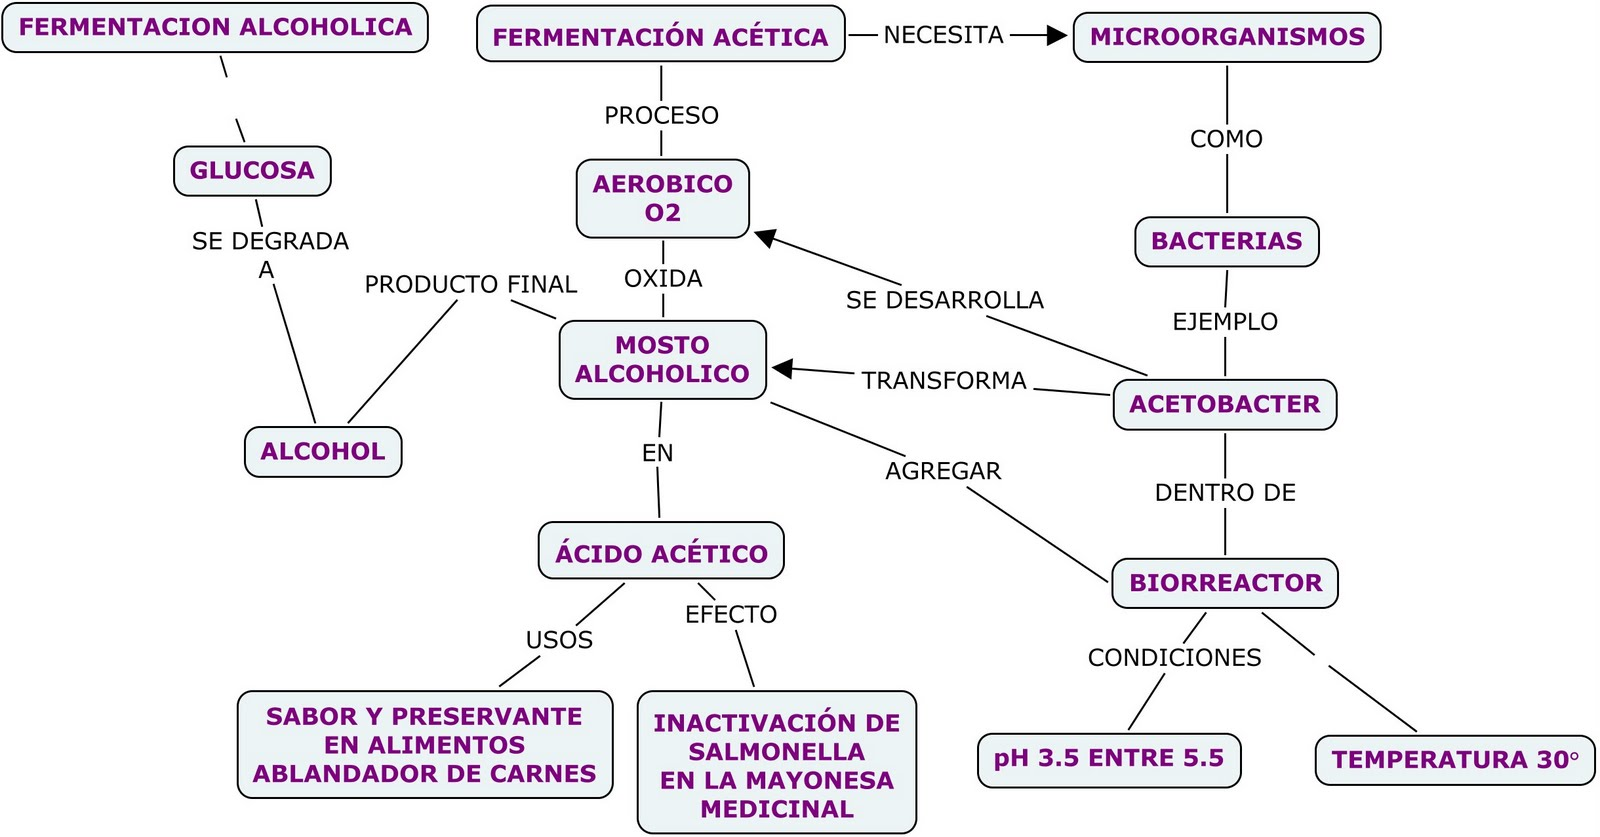 FERMENTACION ALCOHOLICA
FERMENTACIÓN ACÉTICA
NECESITA
MICROORGANISMOS
PROCESO
COMO
GLUCOSA
AEROBICO
O2
SE DEGRADA
A
BACTERIAS
PRODUCTO FINAL
OXIDA
SE DESARROLLA
EJEMPLO
MOSTO
ALCOHOLICO
TRANSFORMA
ACETOBACTER
ALCOHOL
EN
AGREGAR
DENTRO DE
ÁCIDO ACÉTICO
BIORREACTOR
USOS
EFECTO
CONDICIONES
SABOR Y PRESERVANTE
EN ALIMENTOS
ABLANDADOR DE CARNES
INACTIVACIÓN DE
SALMONELLA
EN LA MAYONESA
MEDICINAL
pH 3.5 ENTRE 5.5
TEMPERATURA 30°